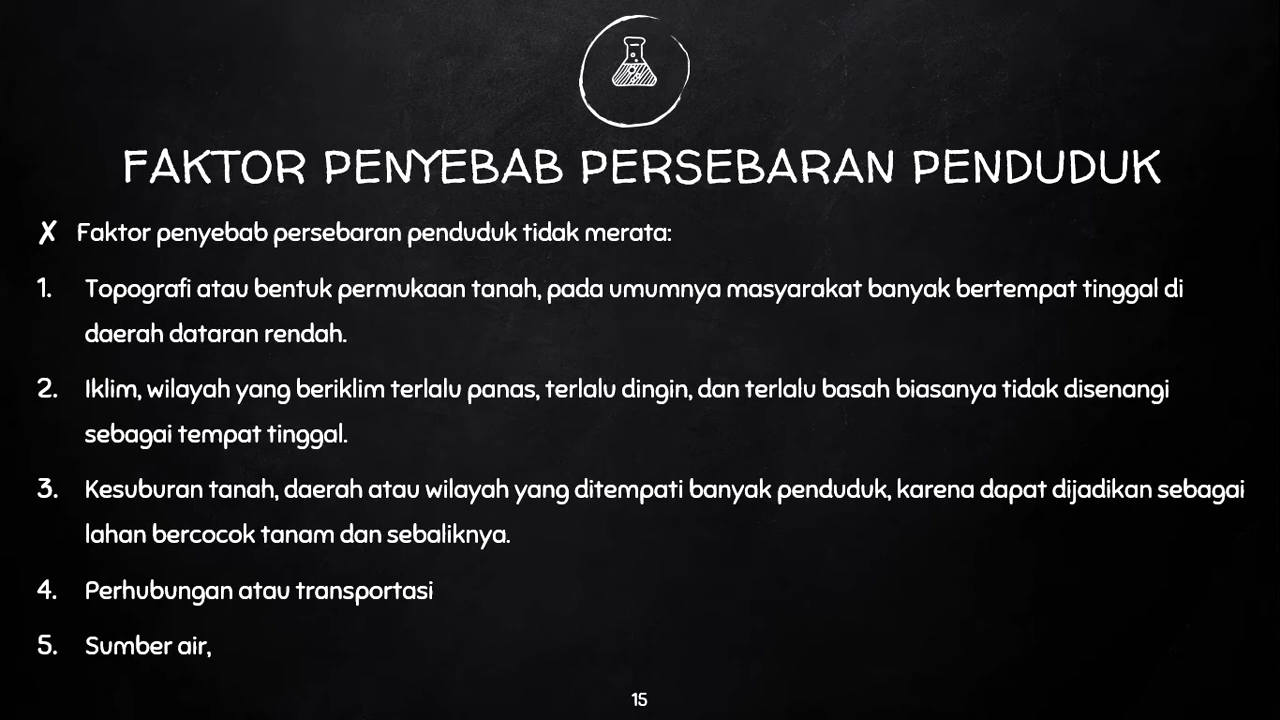 FAKTOR PENYEBAB PERSEBARAN PENDUDUK
✗ Faktor penyebab persebaran penduduk tidak merata:
1. Topografi atau bentuk permukaan tanah, pada umumnya masyarakat banyak bertempat tinggal di
daerah dataran rendah.
2. Iklim, wilayah yang beriklim terlalu panas, terlalu dingin, dan terlalu basah biasanya tidak disenangi
sebagai tempat tinggal.
3. Kesuburan tanah, daerah atau wilayah yang ditempati banyak penduduk, karena dapat dijadikan sebagai
lahan bercocok tanam dan sebaliknya.
4. Perhubungan atau transportasi
5. Sumber air,
15